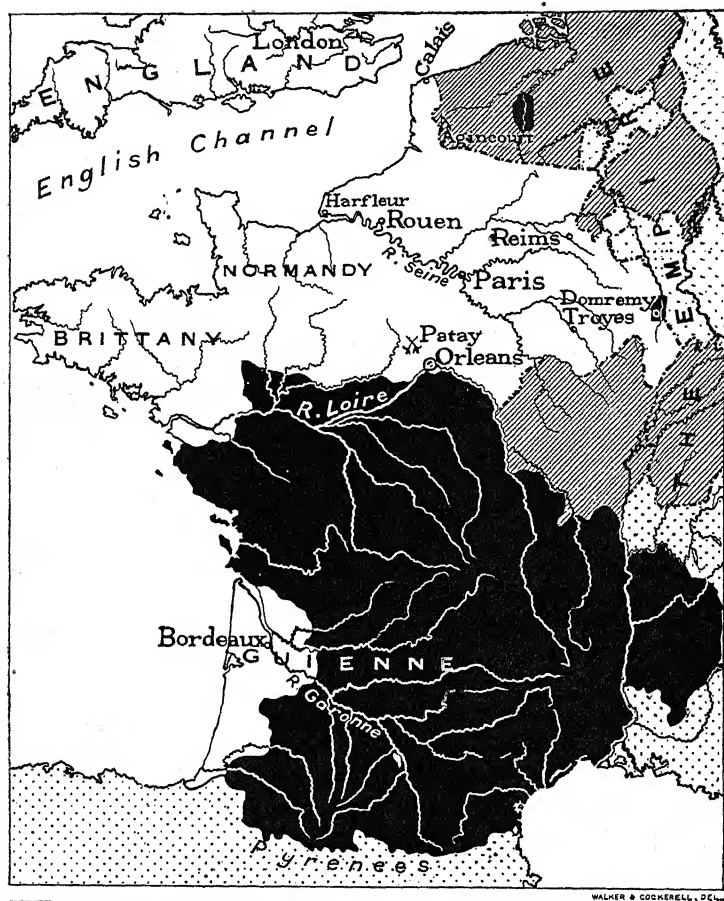 London
ENGLAND
Calais
English Channel
Agincourt
Harfleur
Rouen
Reims
R. Seine
NORMANDY
Paris
Domremy
Troyes
BRITTANY
Patay
Orleans
R. Loire
THE EMPIRE
Bordeaux
GUIENNE
R. Garonne
Pyrenees
WALKER & COCKERELL, DEL.